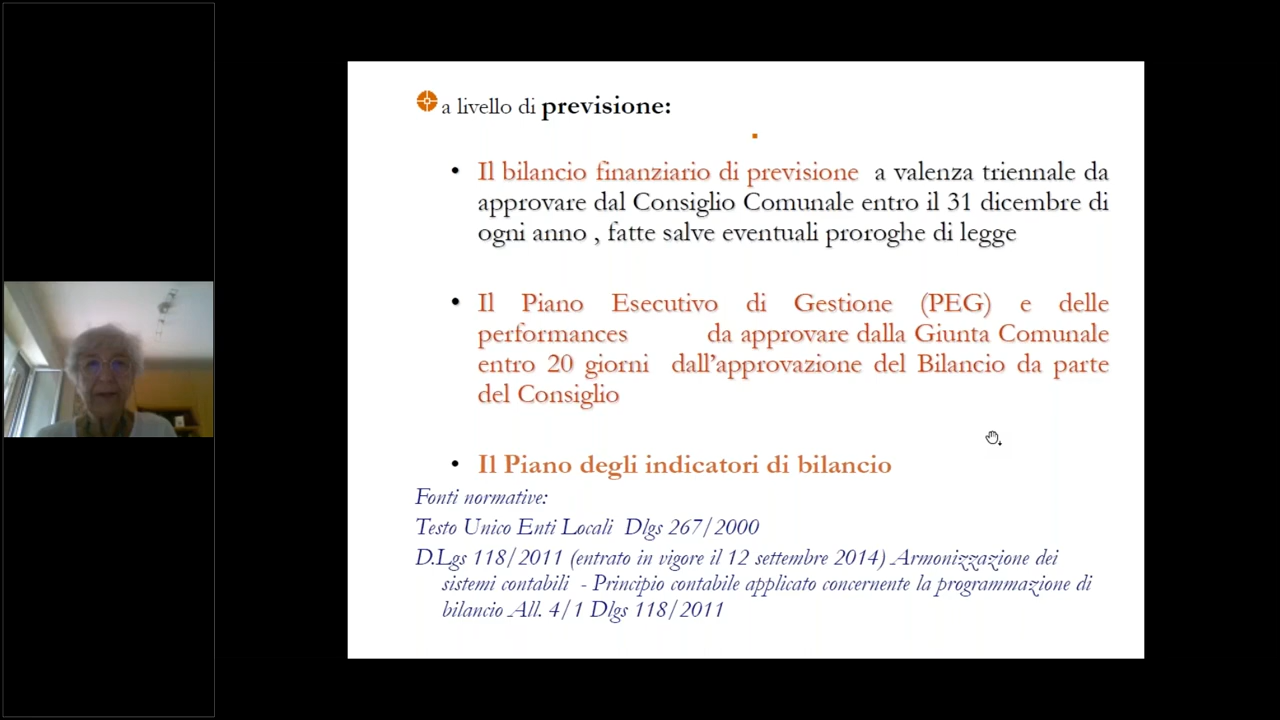 a livello di previsione:
Il bilancio finanziario di previsione a valenza triennale da
approvare dal Consiglio Comunale entro il 31 dicembre di
ogni anno , fatte salve eventuali proroghe di legge
Il Piano Esecutivo di Gestione (PEG) e delle
performances da approvare dalla Giunta Comunale
entro 20 giorni dall’approvazione del Bilancio da parte
del Consiglio
Il Piano degli indicatori di bilancio
Fonti normative:
Testo Unico Enti Locali Dlgs 267/2000
D.Lgs 118/2011 (entrato in vigore il 12 settembre 2014) Armonizzazione dei
sistemi contabili - Principio contabile applicato concernente la programmazione di
bilancio All. 4/1 Dlgs 118/2011